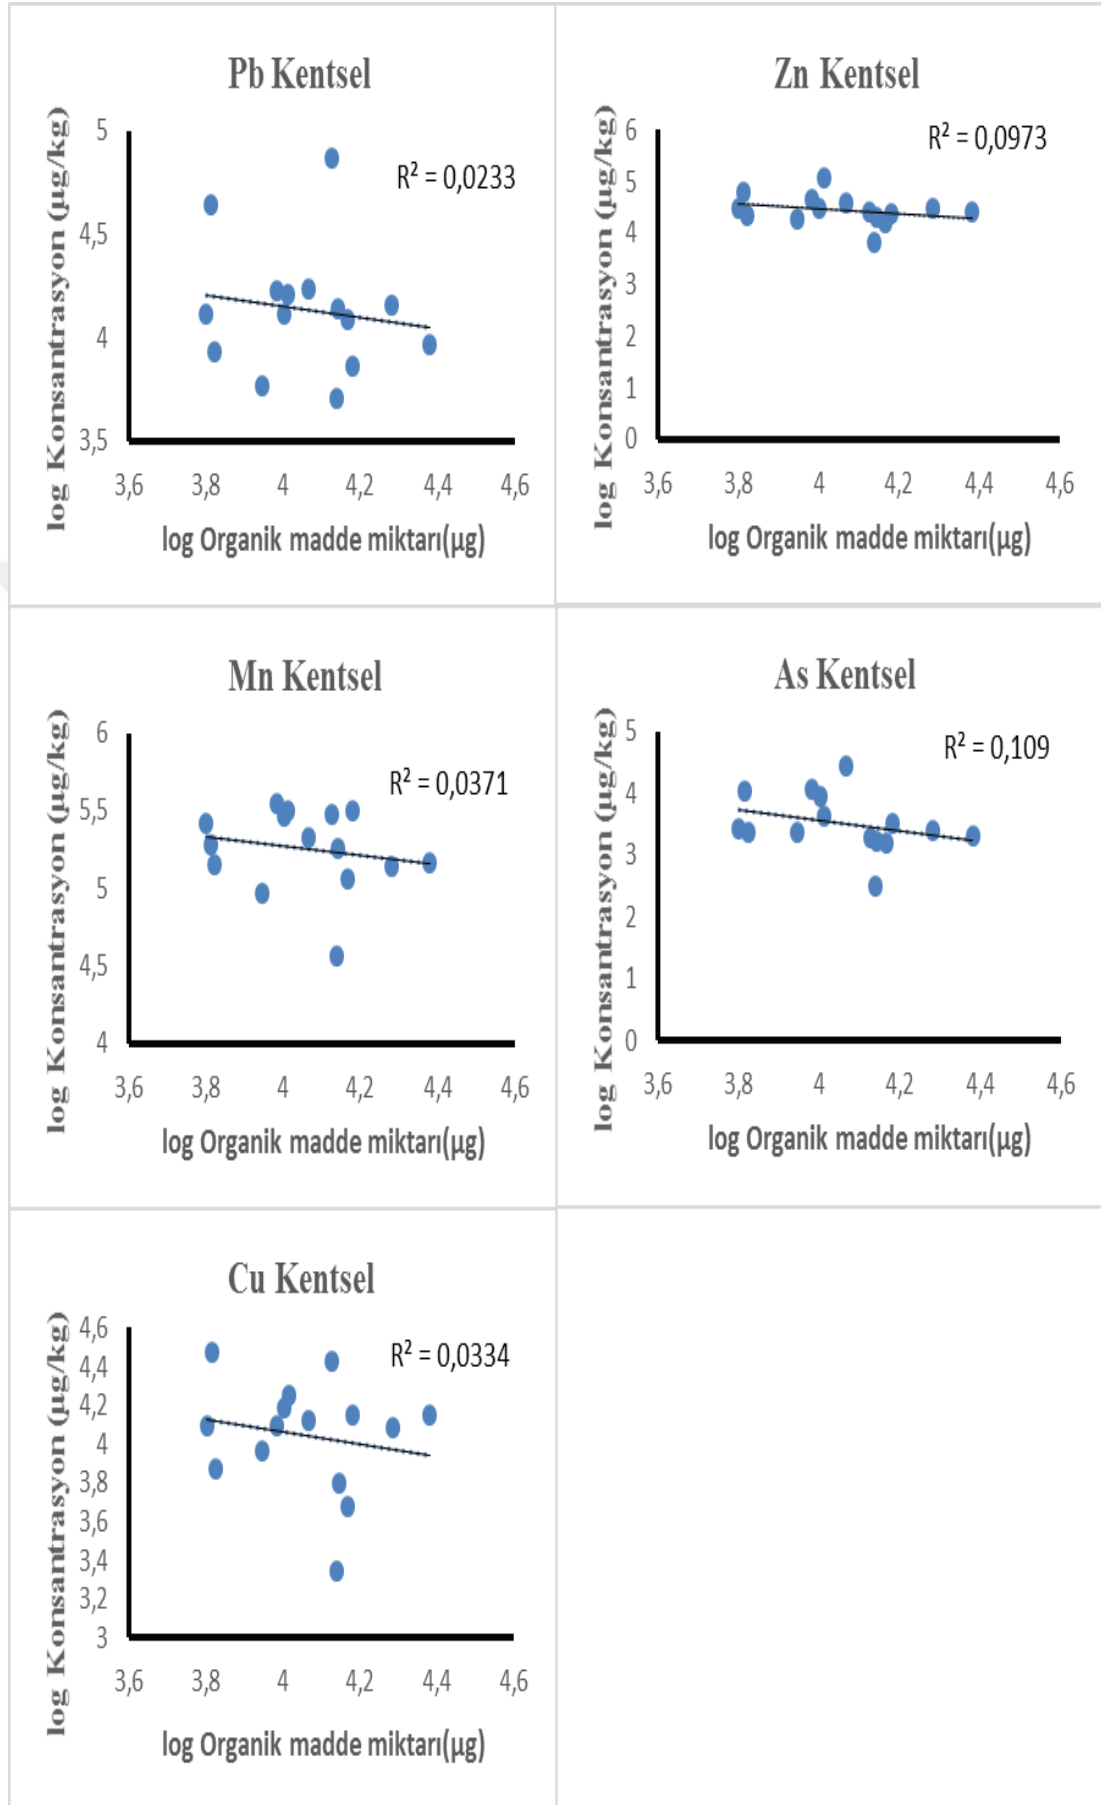 Pb Kentsel
R² = 0,0233
log Konsantrasyon (µg/kg)
5
4,5
4
3,5
3,6 3,8 4 4,2 4,4 4,6
log Organik madde miktarı(µg)
Zn Kentsel
R² = 0,0973
log Konsantrasyon (µg/kg)
6
5
4
3
2
1
0
3,6 3,8 4 4,2 4,4 4,6
log Organik madde miktarı(µg)
Mn Kentsel
R² = 0,0371
log Konsantrasyon (µg/kg)
6
5,5
5
4,5
4
3,6 3,8 4 4,2 4,4 4,6
log Organik madde miktarı(µg)
As Kentsel
R² = 0,109
log Konsantrasyon (µg/kg)
5
4
3
2
1
0
3,6 3,8 4 4,2 4,4 4,6
log Organik madde miktarı(µg)
Cu Kentsel
R² = 0,0334
log Konsantrasyon (µg/kg)
4,6
4,4
4,2
4
3,8
3,6
3,4
3,2
3
3,6 3,8 4 4,2 4,4 4,6
log Organik madde miktarı(µg)